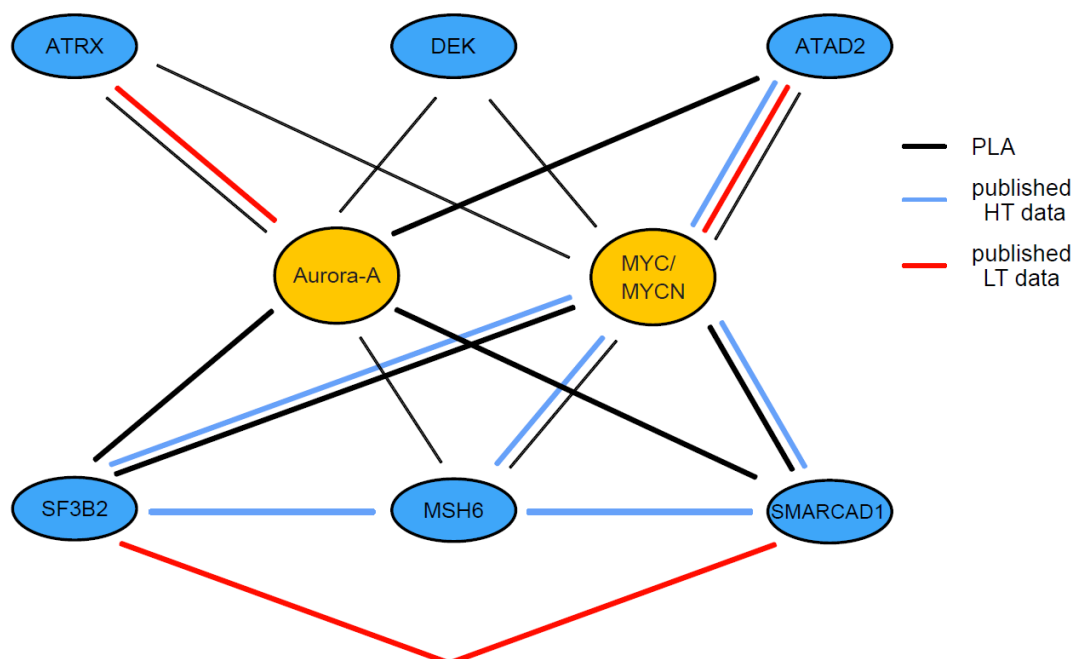 ATRX
DEK
ATAD2
PLA
published
HT data
published
LT data
Aurora-A
MYC/
MYCN
SF3B2
MSH6
SMARCAD1